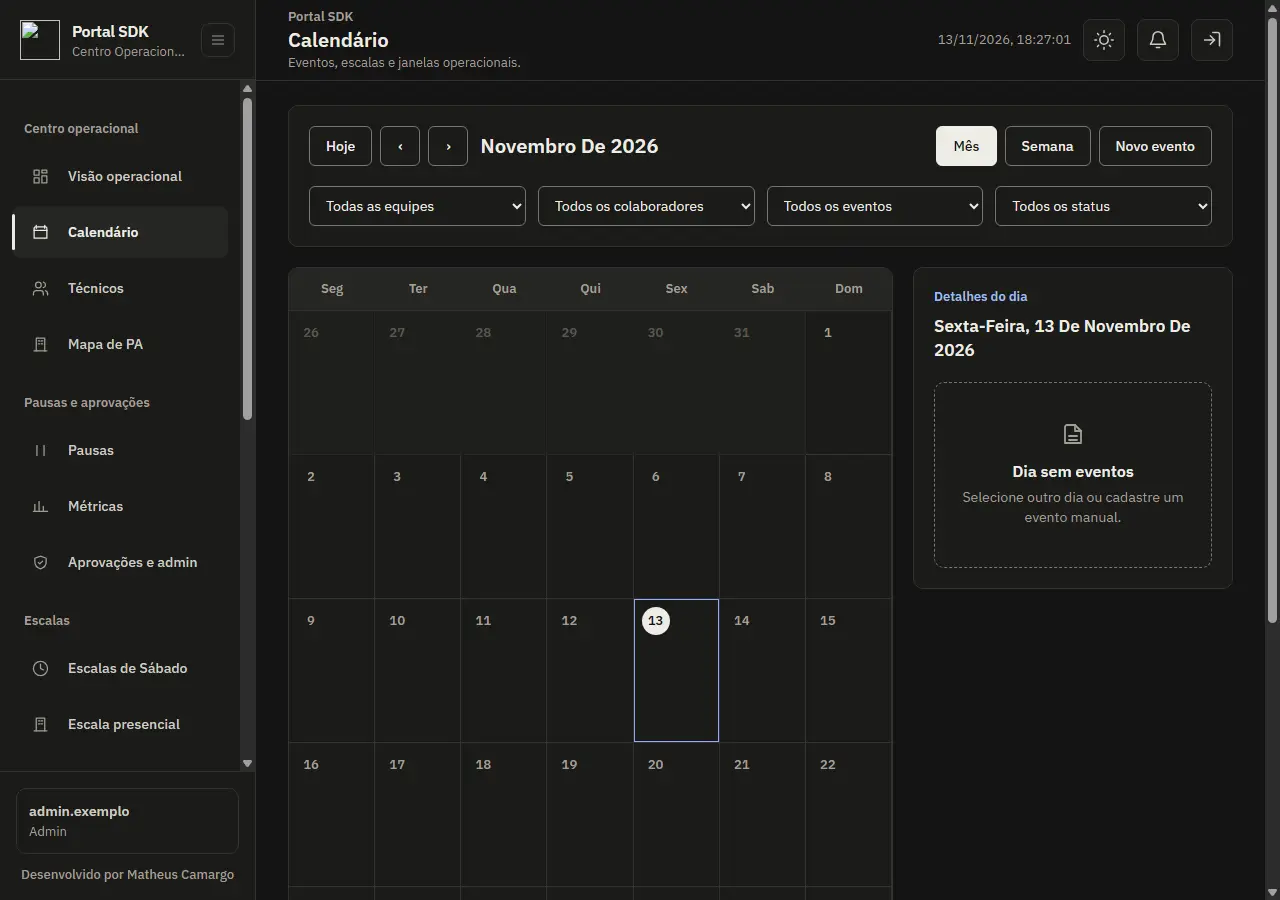 Portal SDK
Centro Operacion...
Centro operacional
Visão operacional
Calendário
Técnicos
Mapa de PA
Pausas e aprovações
Pausas
Métricas
Aprovações e admin
Escalas
Escalas de Sábado
Escala presencial
admin.exemplo
Admin
Desenvolvido por Matheus Camargo
Portal SDK
Calendário
Eventos, escalas e janelas operacionais.
13/11/2026, 18:27:01
Hoje ‹ › Novembro De 2026 Mês Semana Novo evento
Todas as equipes Todos os colaboradores Todos os eventos Todos os status
Seg Ter Qua Qui Sex Sab Dom
26 27 28 29 30 31 1
2 3 4 5 6 7 8
9 10 11 12 13 14 15
16 17 18 19 20 21 22
Detalhes do dia
Sexta-Feira, 13 De Novembro De
2026
Dia sem eventos
Selecione outro dia ou cadastre um
evento manual.